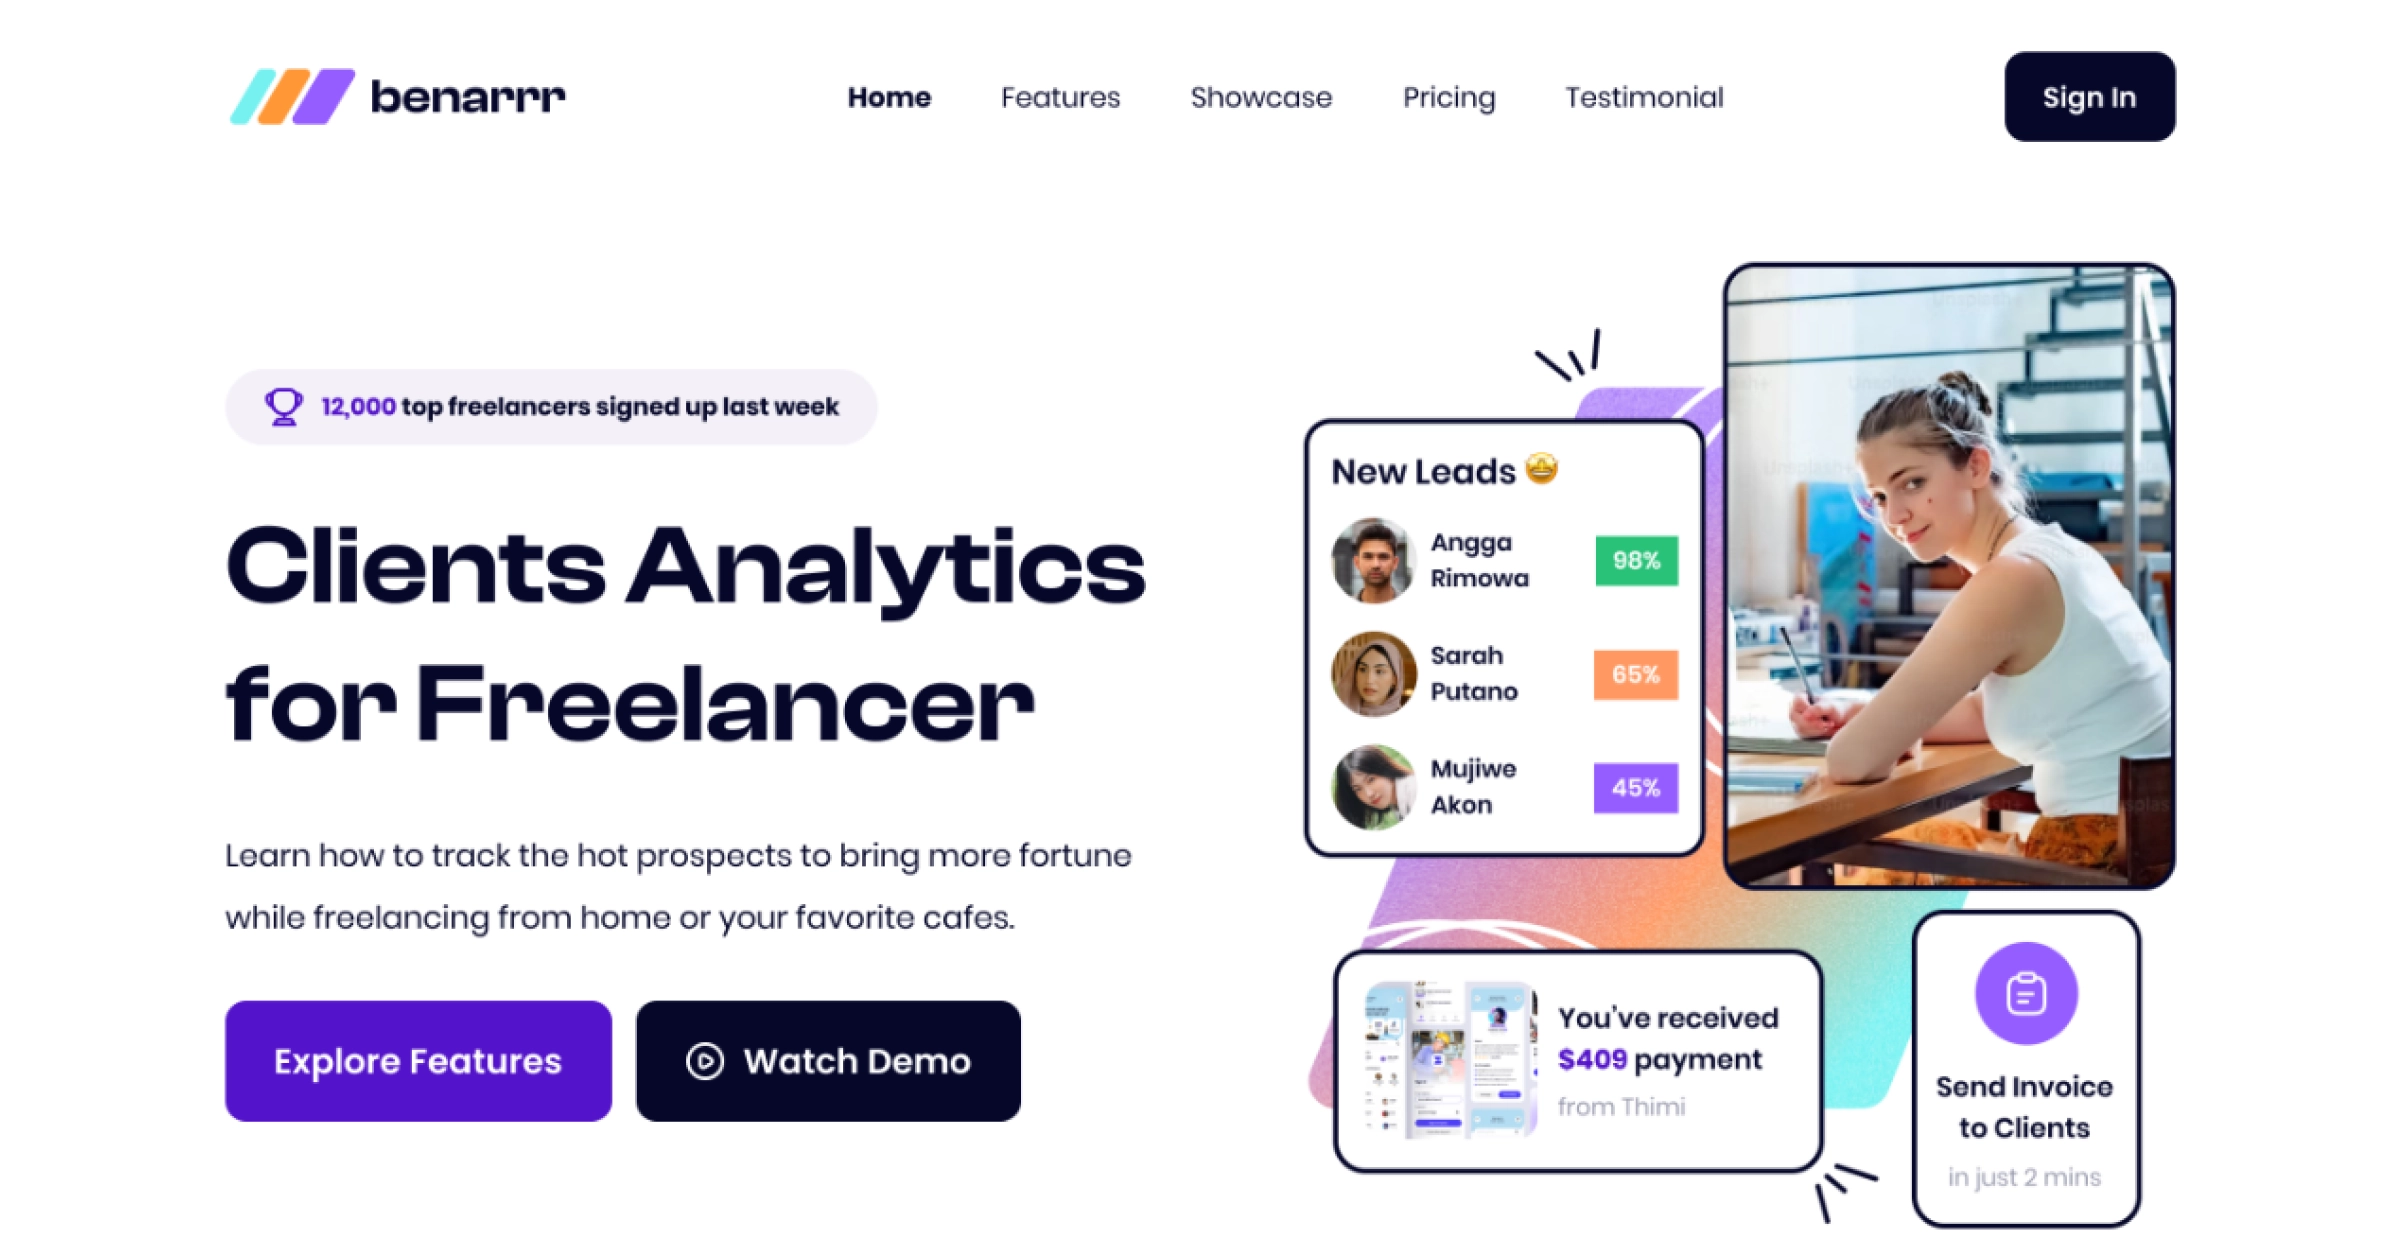 benarrr
Home
Features
Showcase
Pricing
Testimonial
Sign In
12,000 top freelancers signed up last week
Clients Analytics
for Freelancer
Learn how to track the hot prospects to bring more fortune
while freelancing from home or your favorite cafes.
Explore Features
Watch Demo
New Leads 🤩
Angga
Rimowa
98%
Sarah
Putano
65%
Mujiwe
Akon
45%
You've received
$409 payment
from Thimi
Send Invoice
to Clients
in just 2 mins